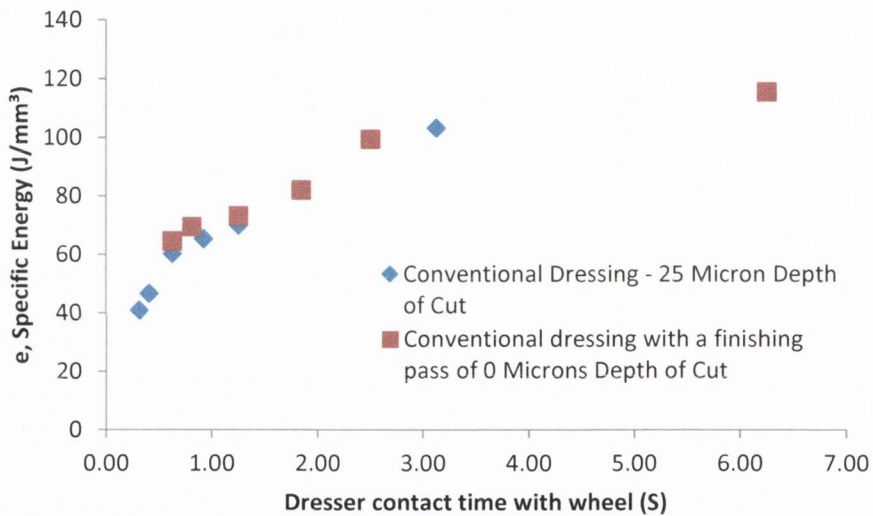 140
120
100
80
60
40
20
0
e, Specific Energy (J/mm³)
Conventional Dressing - 25 Micron Depth
of Cut
Conventional dressing with a finishing
pass of 0 Microns Depth of Cut
0.00 1.00 2.00 3.00 4.00 5.00 6.00 7.00
Dresser contact time with wheel (S)